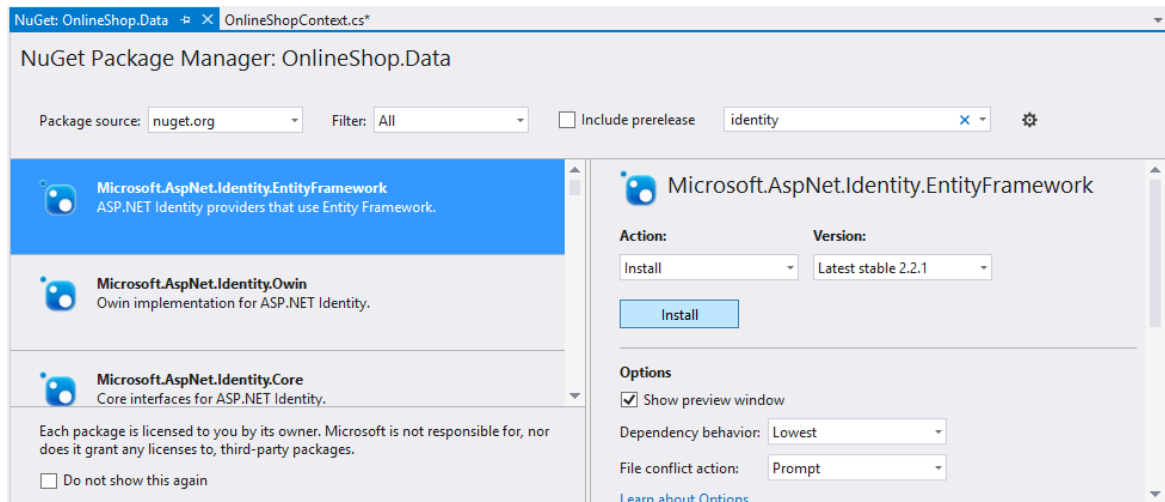 NuGet: OnlineShop.Data
OnlineShopContext.cs*
NuGet Package Manager: OnlineShop.Data
Package source: nuget.org
Filter: All
Include prerelease
identity
Microsoft.AspNet.Identity.EntityFramework
ASP.NET Identity providers that use Entity Framework.
Microsoft.AspNet.Identity.Owin
Owin implementation for ASP.NET Identity.
Microsoft.AspNet.Identity.Core
Core interfaces for ASP.NET Identity.
Each package is licensed to you by its owner. Microsoft is not responsible for, nor
does it grant any licenses to, third-party packages.
Do not show this again
Microsoft.AspNet.Identity.EntityFramework
Action:
Version:
Install
Latest stable 2.2.1
Install
Options
Show preview window
Dependency behavior: Lowest
File conflict action: Prompt
Learn about Options